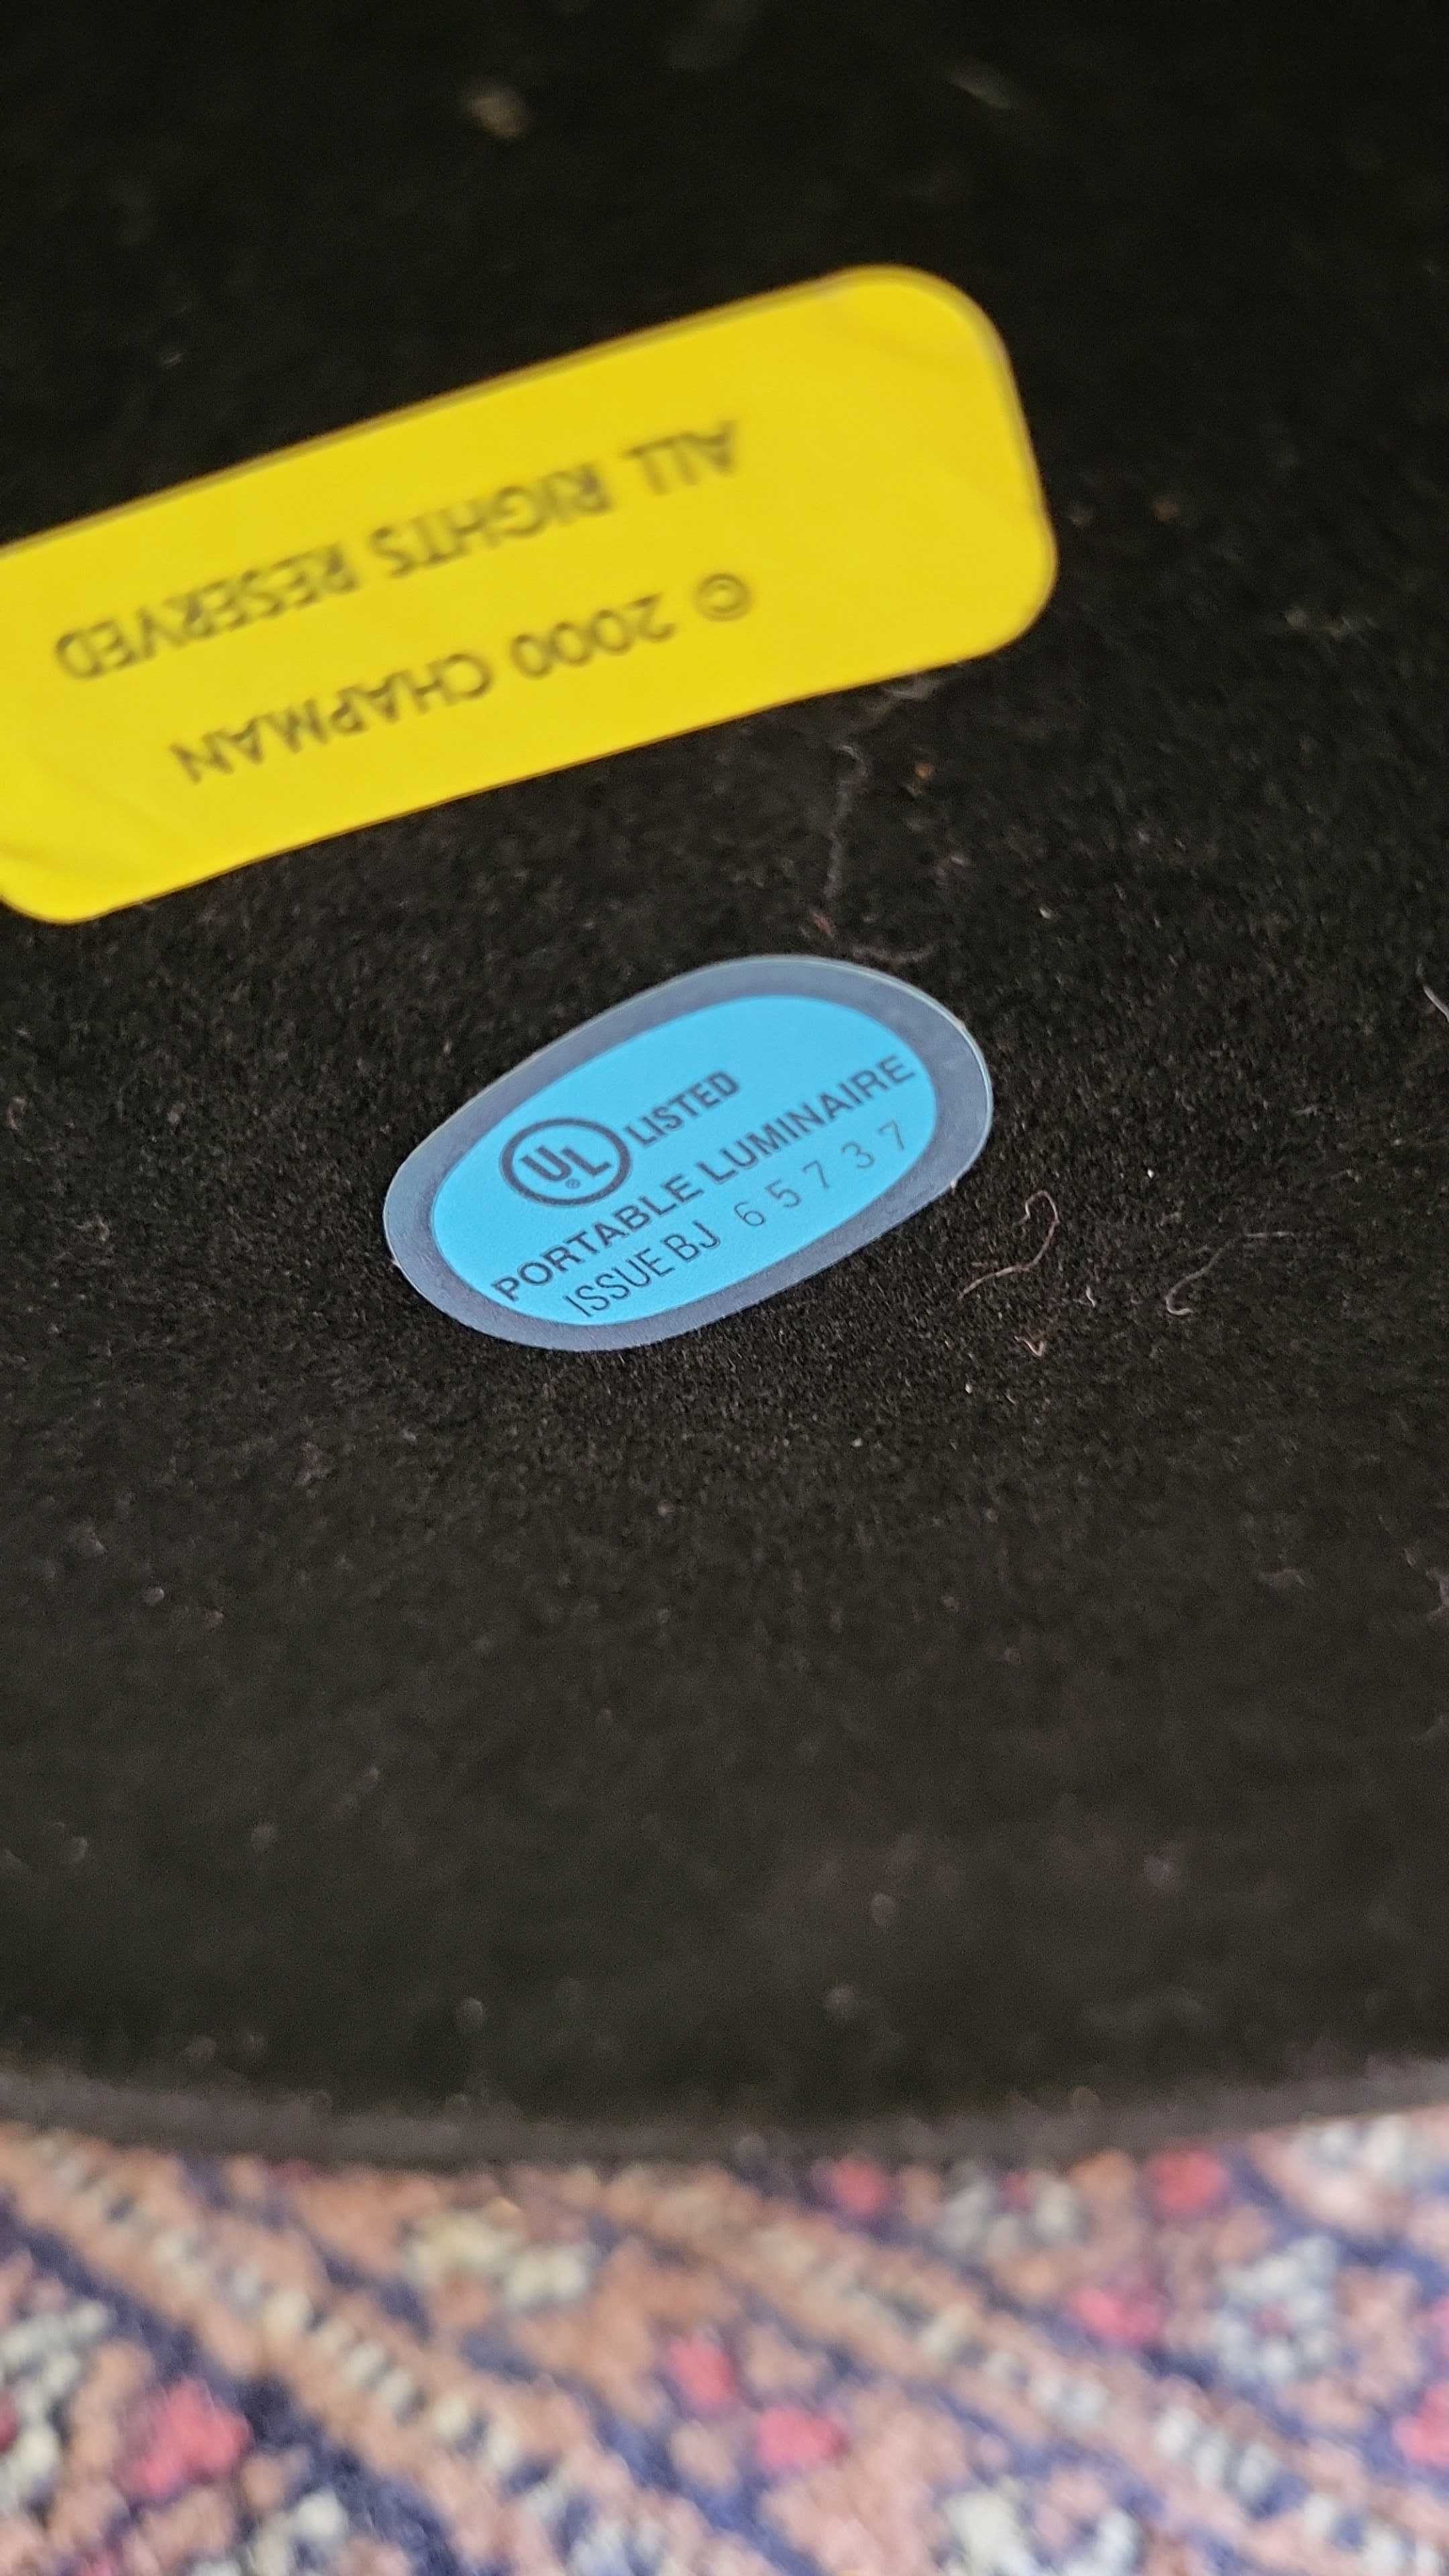 © 2000 CHAPMAN
ALL RIGHTS RESERVED
UL® LISTED
PORTABLE LUMINAIRE
ISSUE BJ 65737